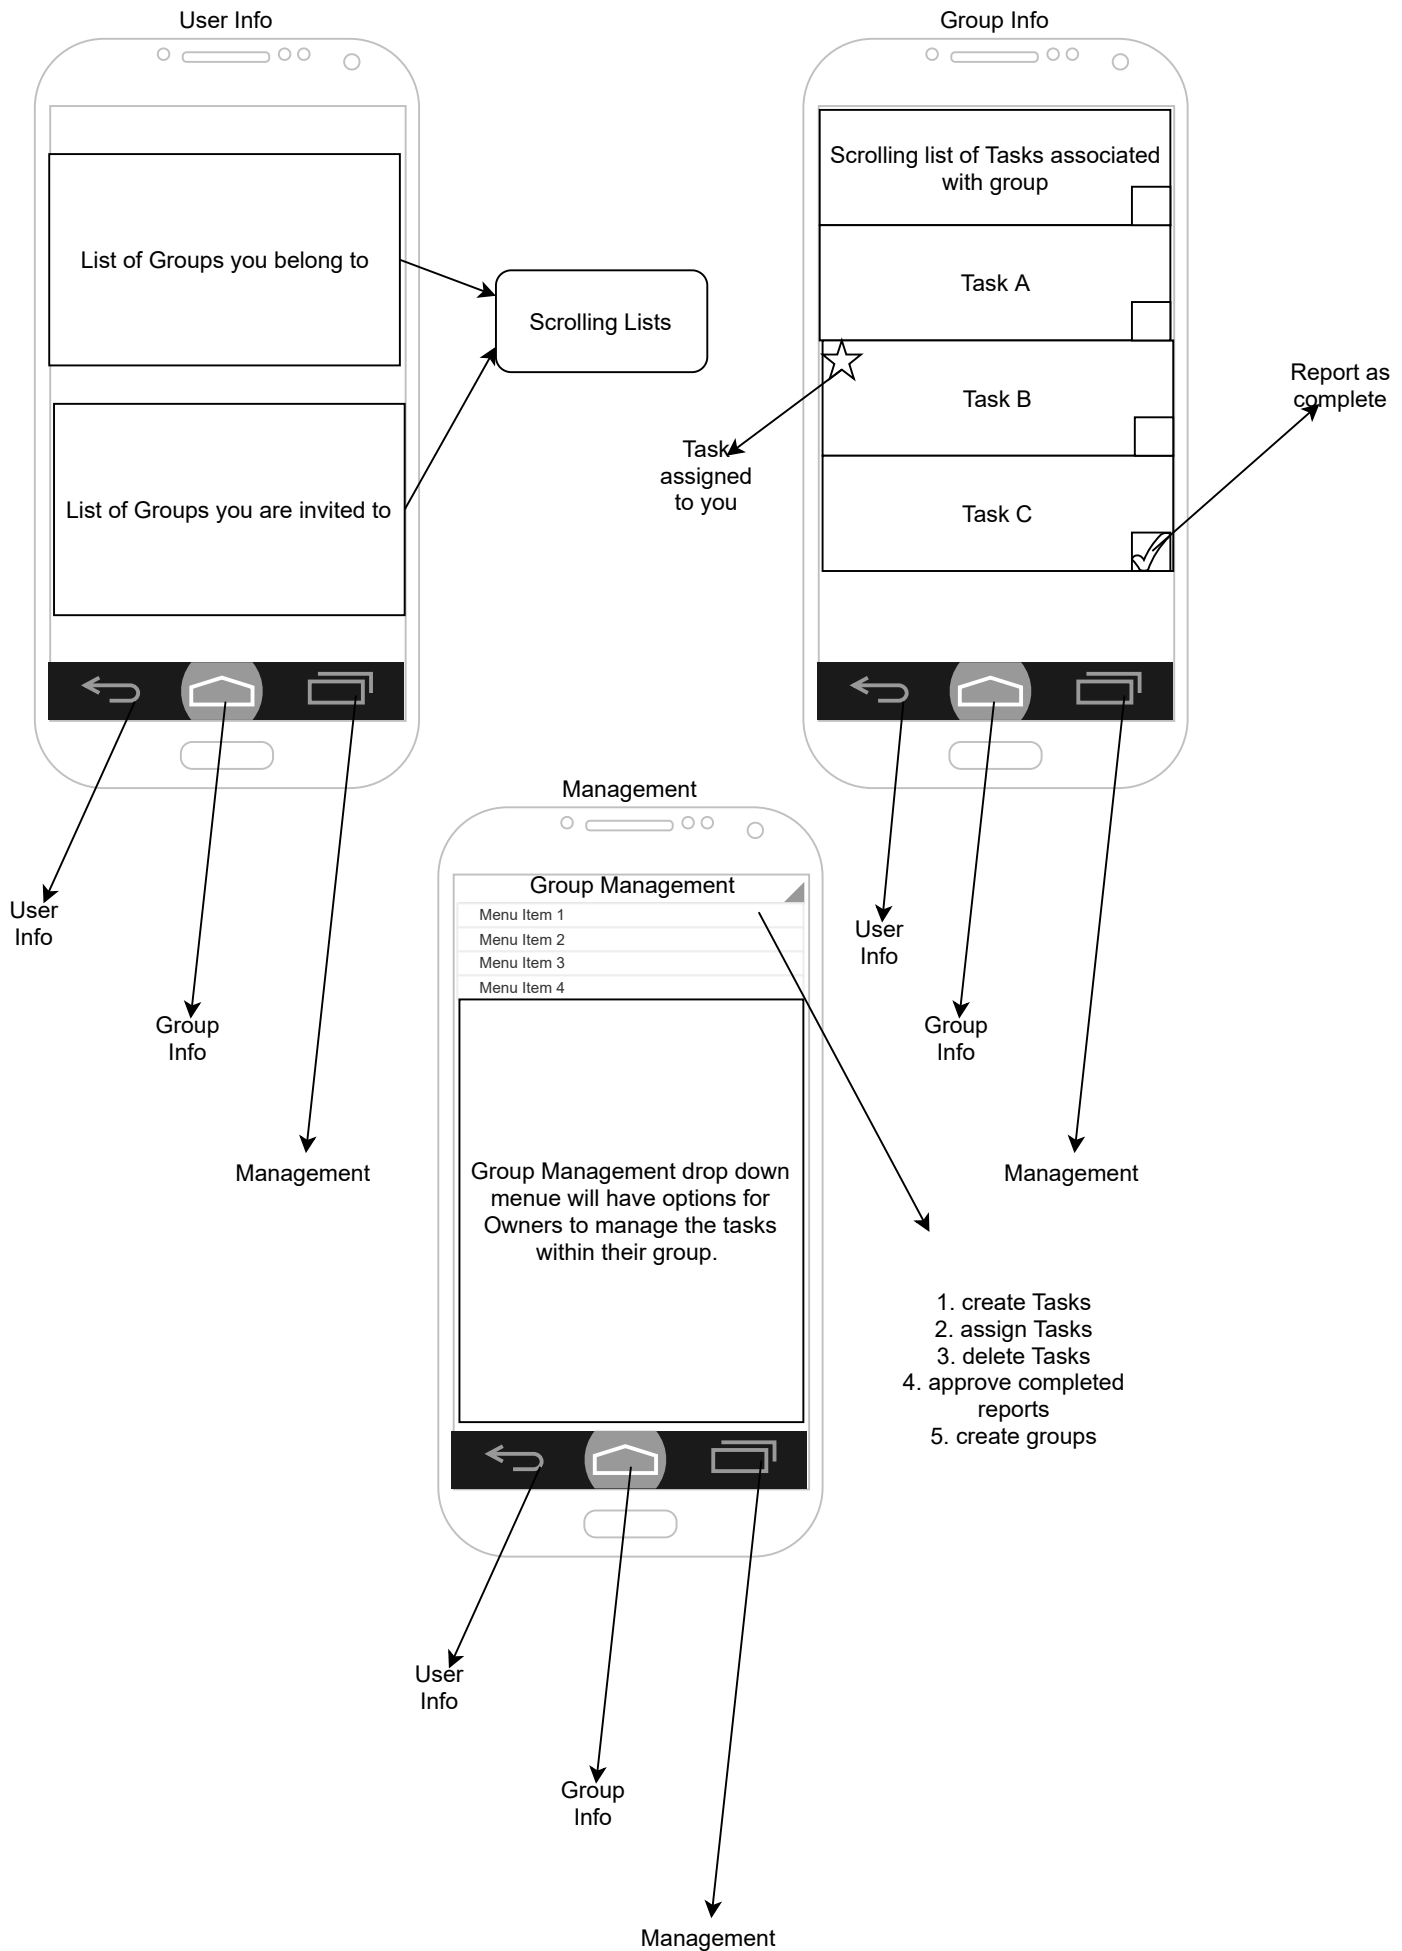 User Info
Group Info
List of Groups you belong to
List of Groups you are invited to
Scrolling Lists
Scrolling list of Tasks associated
with group
Task A
Task B
Task C
Task
assigned
to you
Report as
complete
User
Info
Group
Info
Management
User
Info
Group
Info
Management
Management
Group Management
Menu Item 1
Menu Item 2
Menu Item 3
Menu Item 4
Group Management drop down
menue will have options for
Owners to manage the tasks
within their group.
1. create Tasks
2. assign Tasks
3. delete Tasks
4. approve completed
reports
5. create groups
User
Info
Group
Info
Management